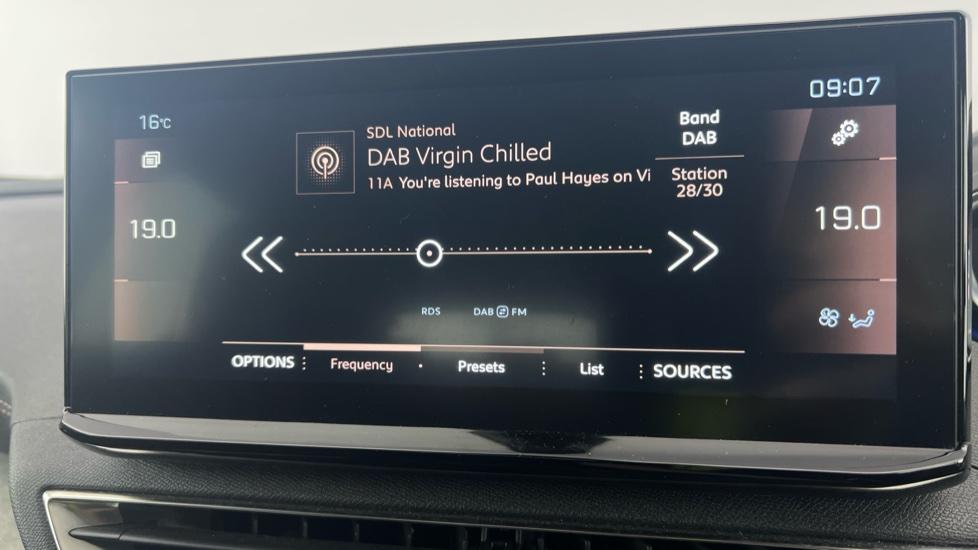 09:07
16°C
SDL National
DAB Virgin Chilled
11A You're listening to Paul Hayes on Vi
Band
DAB
Station
28/30
19.0
19.0
RDS
DAB FM
OPTIONS
Frequency
Presets
List
SOURCES